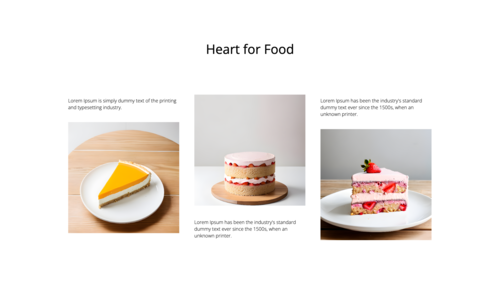 Heart for Food
Lorem Ipsum is simply dummy text of the printing
and typesetting industry.
Lorem Ipsum has been the industry's standard
dummy text ever since the 1500s, when an
unknown printer.
Lorem Ipsum has been the industry's standard
dummy text ever since the 1500s, when an
unknown printer.